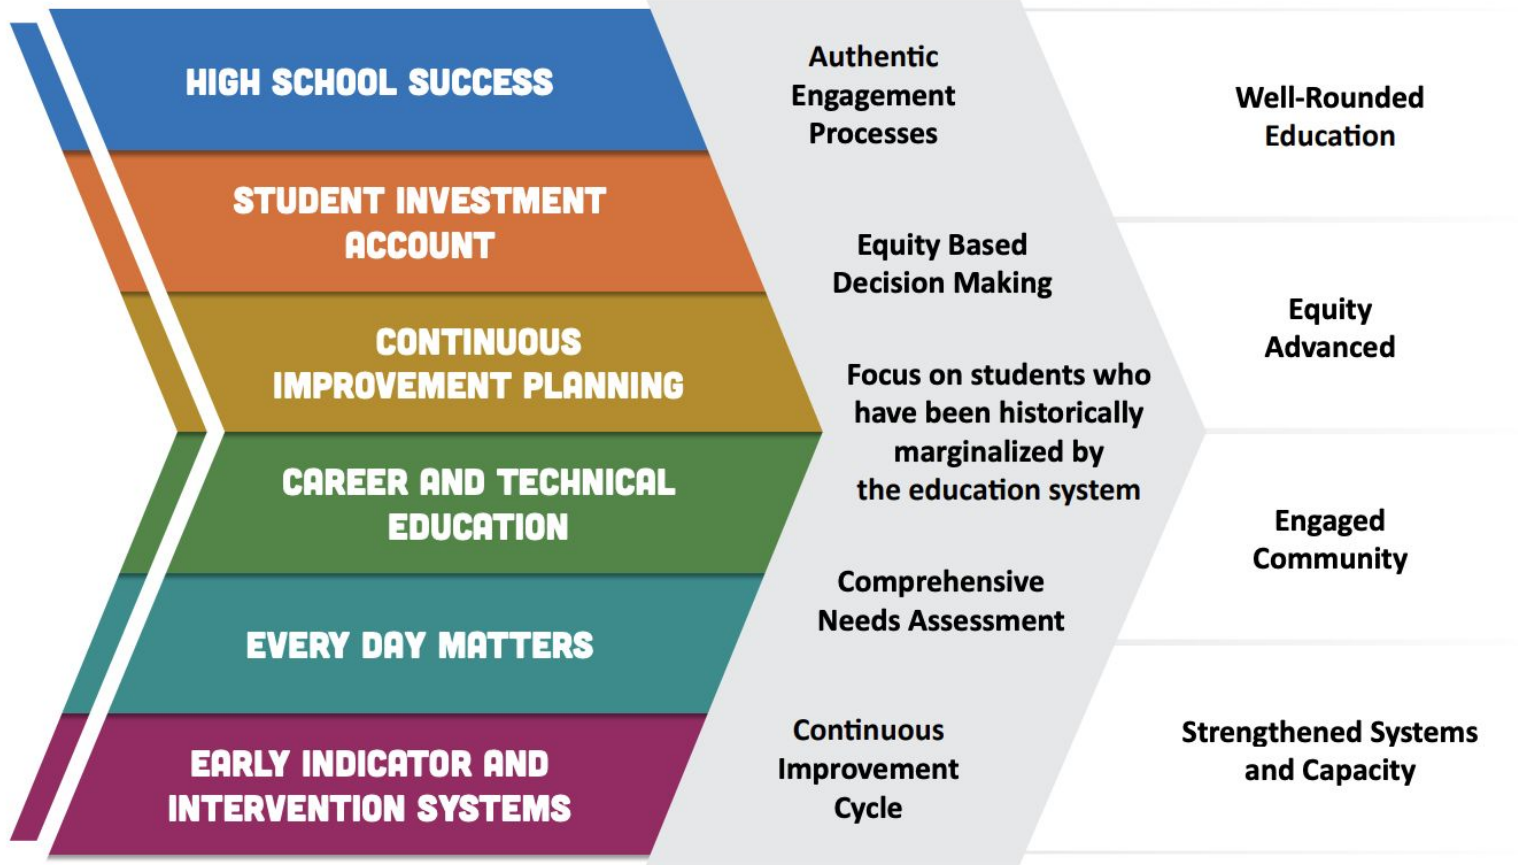 HIGH SCHOOL SUCCESS
STUDENT INVESTMENT
ACCOUNT
CONTINUOUS
IMPROVEMENT PLANNING
CAREER AND TECHNICAL
EDUCATION
EVERY DAY MATTERS
EARLY INDICATOR AND
INTERVENTION SYSTEMS
Authentic
Engagement
Processes
Equity Based
Decision Making
Focus on students who
have been historically
marginalized by
the education system
Comprehensive
Needs Assessment
Continuous
Improvement
Cycle
Well-Rounded
Education
Equity
Advanced
Engaged
Community
Strengthened Systems
and Capacity